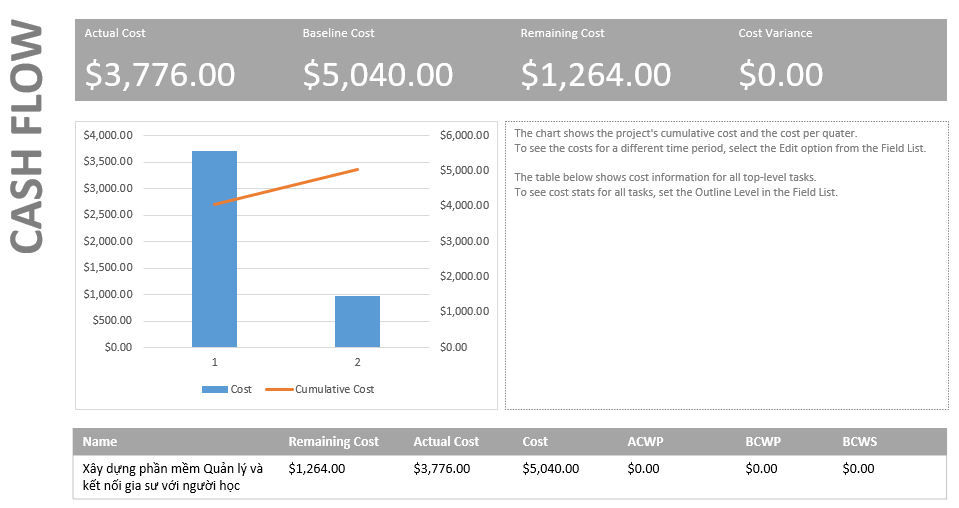 CASH FLOW
Actual Cost Baseline Cost Remaining Cost Cost Variance
$3,776.00 $5,040.00 $1,264.00 $0.00
$4,000.00
$3,500.00
$3,000.00
$2,500.00
$2,000.00
$1,500.00
$1,000.00
$500.00
$0.00
$6,000.00
$5,000.00
$4,000.00
$3,000.00
$2,000.00
$1,000.00
$0.00
1 2
Cost Cumulative Cost
The chart shows the project's cumulative cost and the cost per quater.
To see the costs for a different time period, select the Edit option from the Field List.
The table below shows cost information for all top-level tasks.
To see cost stats for all tasks, set the Outline Level in the Field List.
Name Remaining Cost Actual Cost Cost ACWP BCWP BCWS
Xây dựng phần mềm Quản lý và $1,264.00 $3,776.00 $5,040.00 $0.00 $0.00 $0.00
kết nối gia sư với người học